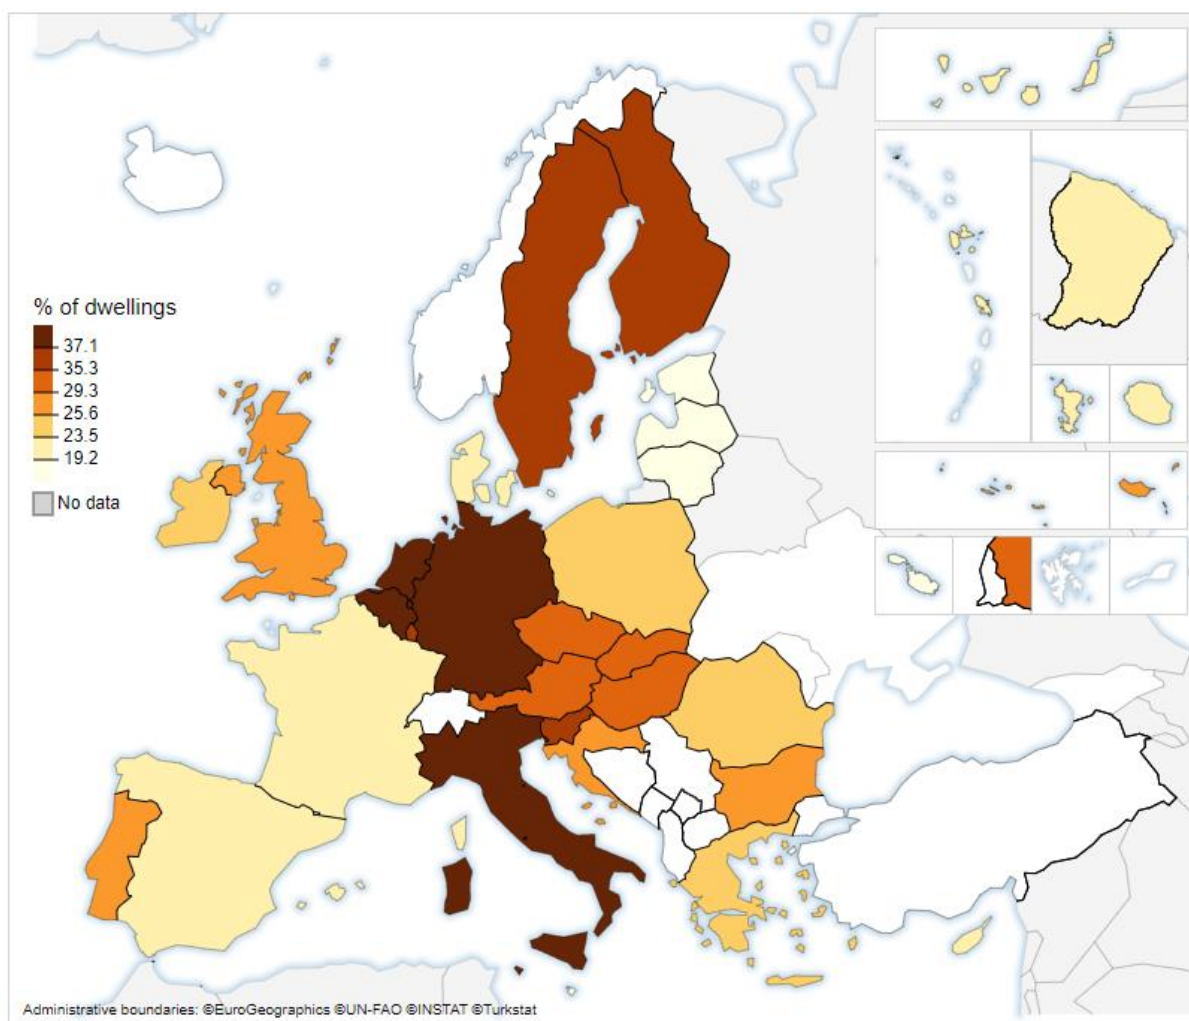 % of dwellings
37.1
35.3
29.3
25.6
23.5
19.2
No data
Administrative boundaries: ©EuroGeographics ©UN-FAO ©INSTAT ©Turkstat